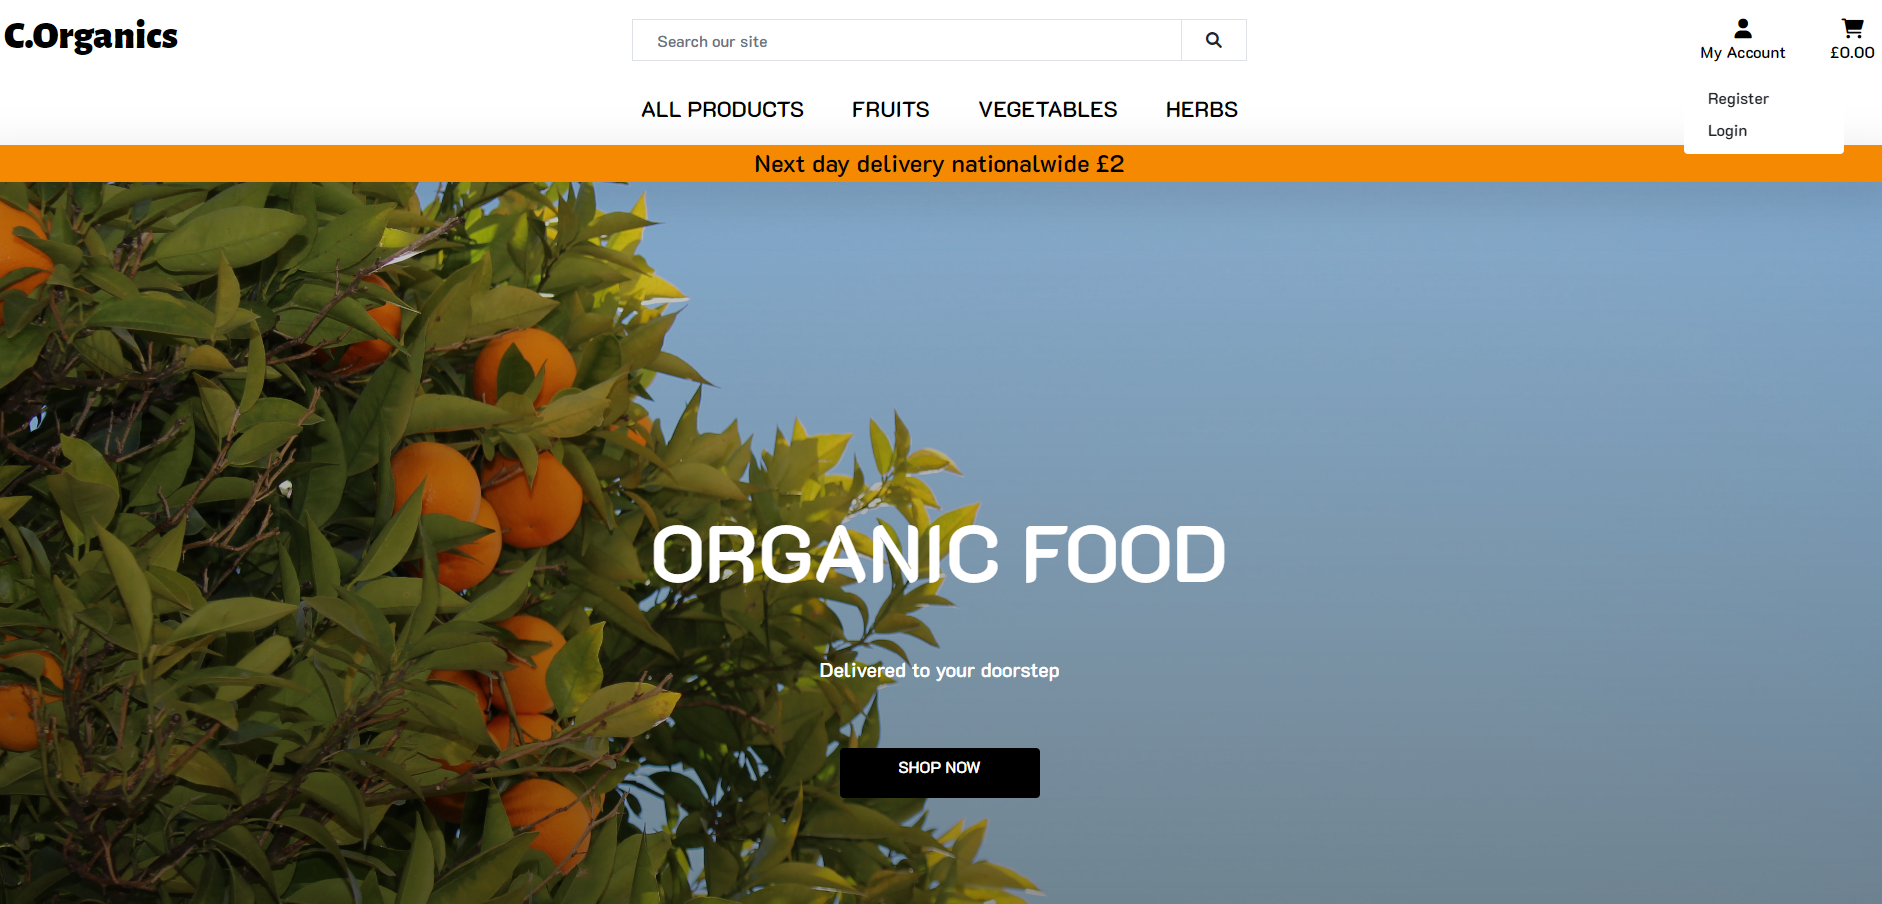 C.Organics
Search our site
My Account
£0.00
Register
Login
ALL PRODUCTS FRUITS VEGETABLES HERBS
Next day delivery nationalwide £2
ORGANIC FOOD
Delivered to your doorstep
SHOP NOW